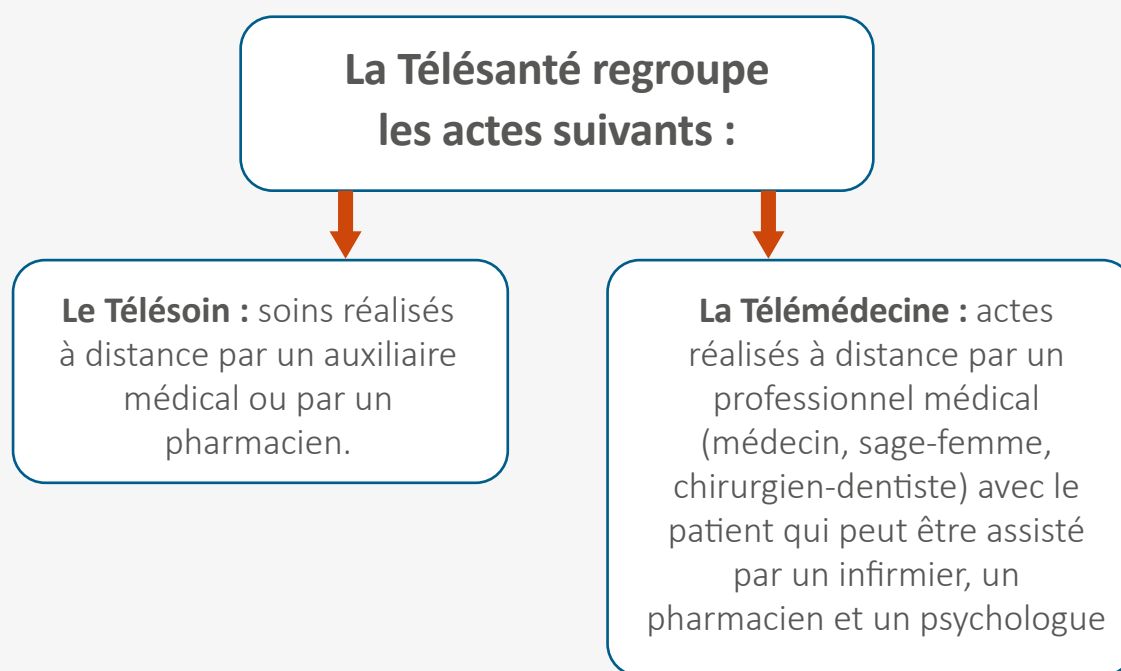 La Télésanté regroupe
les actes suivants :
Le Télésoin : soins réalisés
à distance par un auxiliaire
médical ou par un
pharmacien.
La Télémédecine : actes
réalisés à distance par un
professionnel médical
(médecin, sage-femme,
chirurgien-dentiste) avec le
patient qui peut être assisté
par un infirmier, un
pharmacien et un psychologue